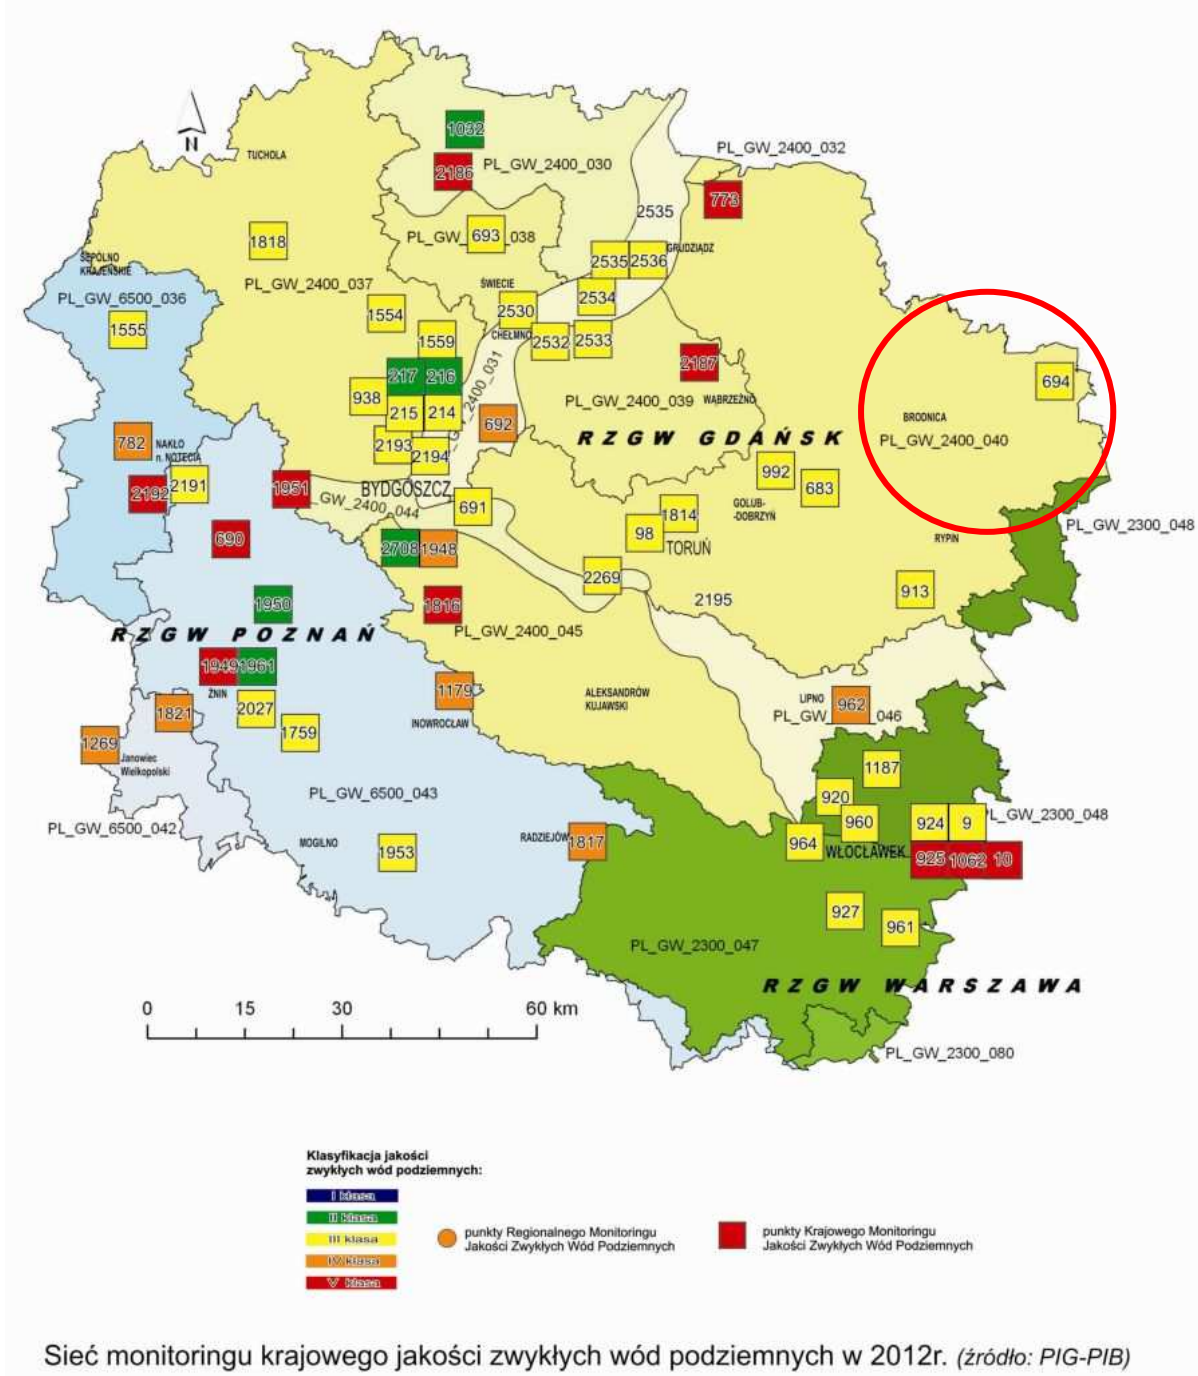 1032
TUCHOLA
N
PL_GW_2400_032
2186
PL_GW_2400_030
773
2535
1818
PL_GW_
693
_038
GRUDZIĄDZ
2535
2536
SĘPÓLNO
KRAJEŃSKIE
PL_GW_2400_037
ŚWIECIE
PL_GW_6500_036
2534
1554
2530
1555
CHEŁMNO
1559
2532
2533
2187
217
216
_2400_031
694
938
PL_GW_2400_039
WĄBRZEŹNO
215
214
BRODNICA
692
782
NAKŁO
n. NOTECIĄ
2193
2194
RZGW GDAŃSK
PL_GW_2400_040
992
2192
2191
1951
BYDGOSZCZ
683
_GW_2400_044
691
GOLUB-
-DOBRZYŃ
1814
PL_GW_2300_048
690
98
TORUŃ
RYPIN
2708
1948
2269
913
1950
1816
2195
RZGW POZNAŃ
PL_GW_2400_045
1949
1961
ŻNIN
1179
ALEKSANDRÓW
KUJAWSKI
LIPNO
962
1821
2027
INOWROCŁAW
PL_GW_
_046
1759
1269
Janowiec
Wielkopolski
1187
PL_GW_6500_043
920
PL_GW_6500_042
960
924
9
PL_GW_2300_048
MOGILNO
RADZIEJÓW
1817
964
WŁOCŁAWEK
1953
925
1062
10
927
961
PL_GW_2300_047
RZGW WARSZAWA
0 15 30 60 km
PL_GW_2300_080
Klasyfikacja jakości
zwykłych wód podziemnych:
I klasa
II klasa
III klasa
IV klasa
V klasa
punkty Regionalnego Monitoringu
Jakości Zwykłych Wód Podziemnych
punkty Krajowego Monitoringu
Jakości Zwykłych Wód Podziemnych
Sieć monitoringu krajowego jakości zwykłych wód podziemnych w 2012r. (źródło: PIG-PIB)